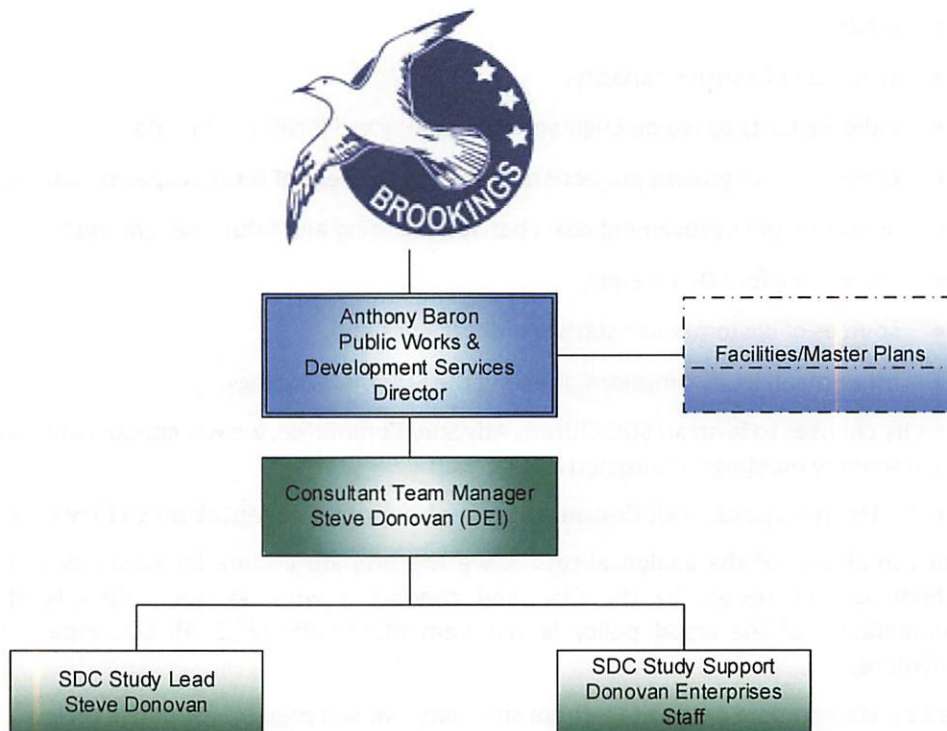 BROOKINGS
Anthony Baron
Public Works &
Development Services
Director
Facilities/Master Plans
Consultant Team Manager
Steve Donovan (DEI)
SDC Study Lead
Steve Donovan
SDC Study Support
Donovan Enterprises
Staff